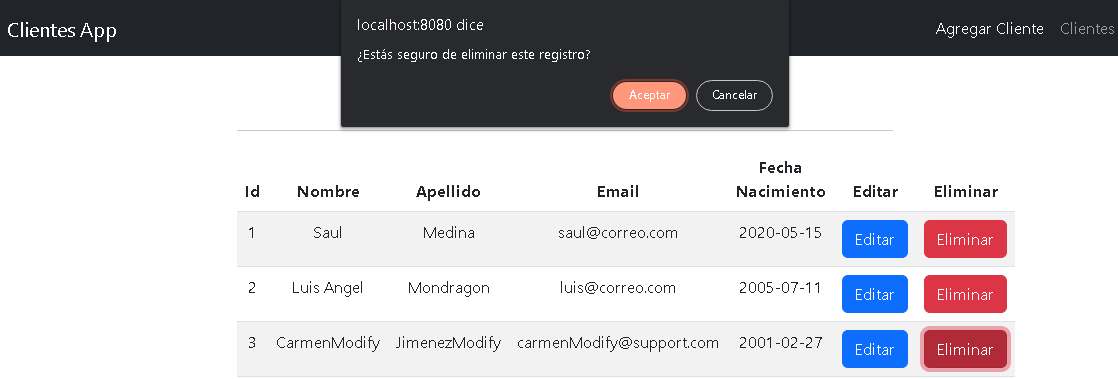 Clientes App
localhost:8080 dice
¿Estás seguro de eliminar este registro?
Aceptar Cancelar
Agregar Cliente Clientes
Id Nombre Apellido Email Fecha Nacimiento Editar Eliminar
1 Saul Medina saul@correo.com 2020-05-15 Editar Eliminar
2 Luis Angel Mondragon luis@correo.com 2005-07-11 Editar Eliminar
3 CarmenModify JimenezModify carmenModify@support.com 2001-02-27 Editar Eliminar